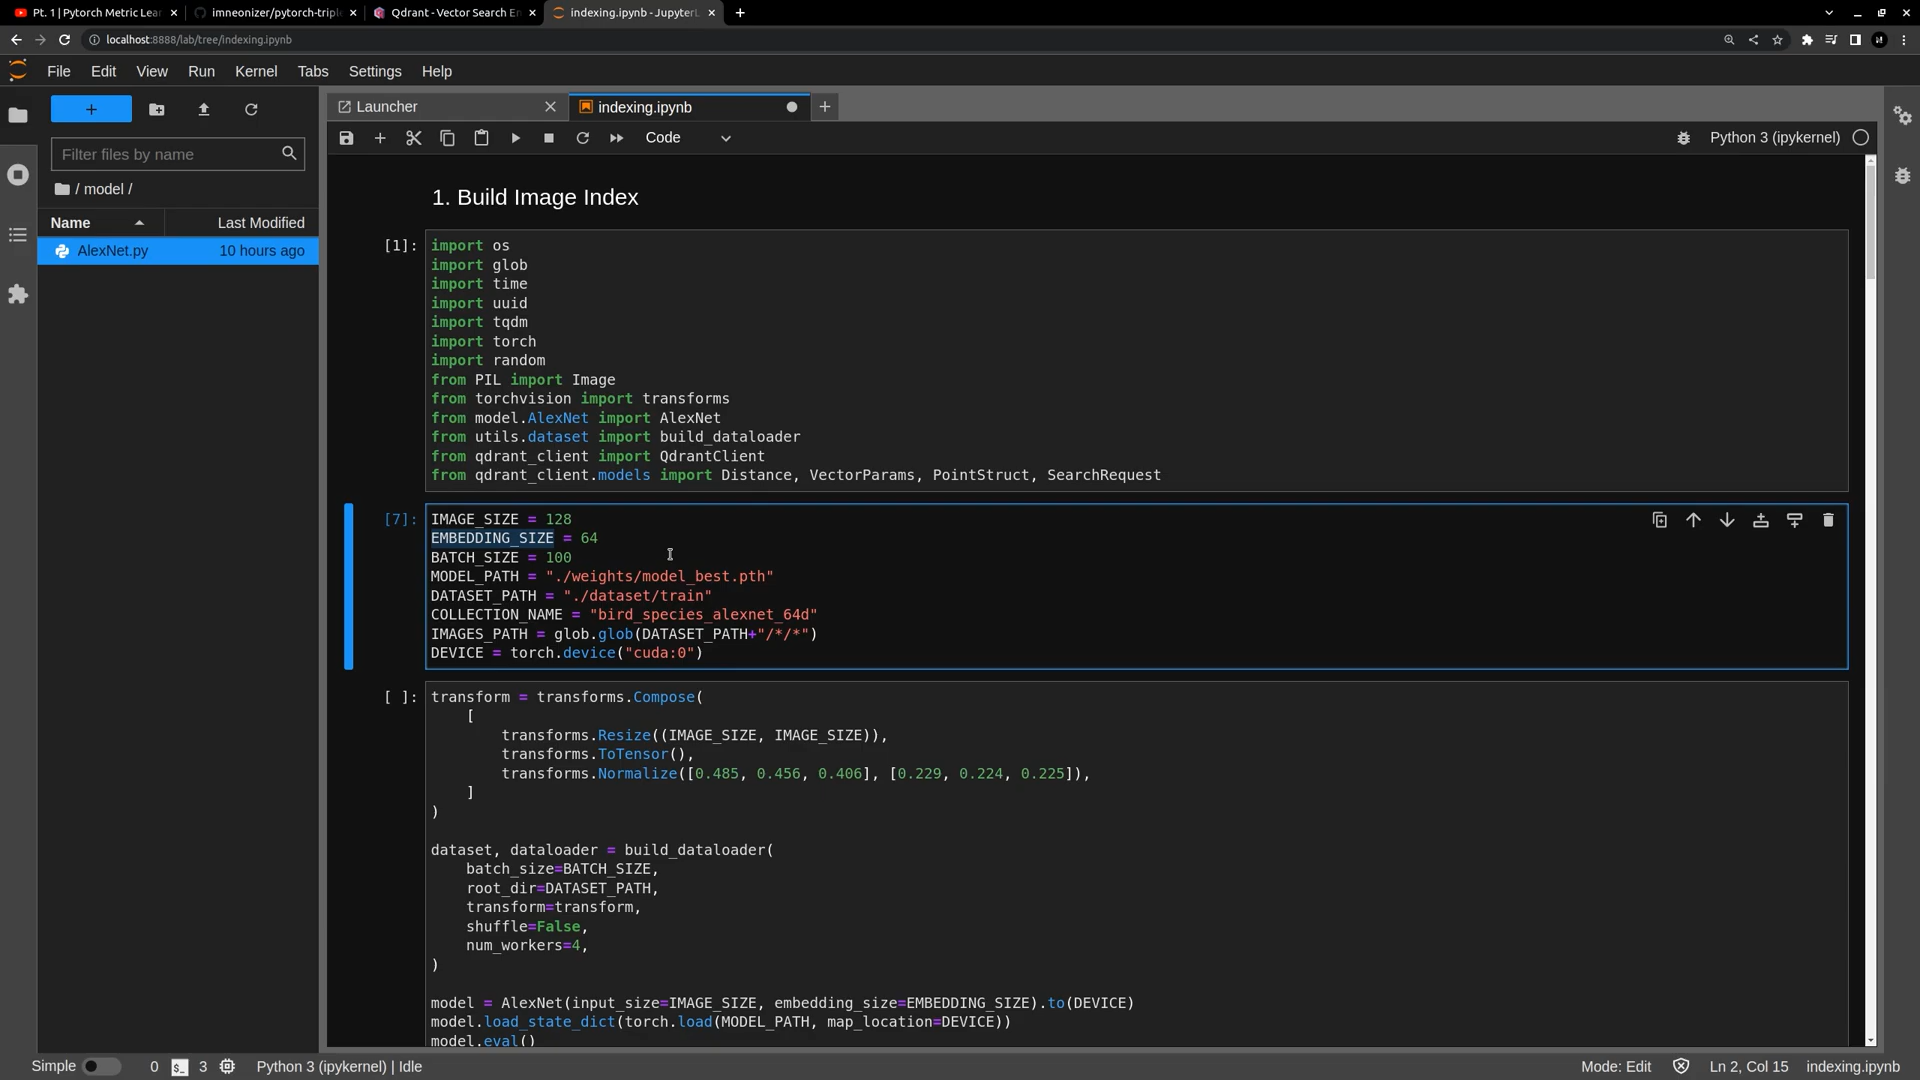 Pt. 1 | Pytorch Metric Lear
imneonizer/pytorch-triple
Qdrant - Vector Search En
indexing.ipynb - JupyterL
localhost:8888/lab/tree/indexing.ipynb
File Edit View Run Kernel Tabs Settings Help
Filter files by name
/ model /
Name Last Modified
AlexNet.py 10 hours ago
Launcher
indexing.ipynb
Code
Python 3 (ipykernel)
1. Build Image Index
[1]:
import os
import glob
import time
import uuid
import tqdm
import torch
import random
from PIL import Image
from torchvision import transforms
from model.AlexNet import AlexNet
from utils.dataset import build_dataloader
from qdrant_client import QdrantClient
from qdrant_client.models import Distance, VectorParams, PointStruct, SearchRequest
[7]:
IMAGE_SIZE = 128
EMBEDDING_SIZE = 64
BATCH_SIZE = 100
MODEL_PATH = "./weights/model_best.pth"
DATASET_PATH = "./dataset/train"
COLLECTION_NAME = "bird_species_alexnet_64d"
IMAGES_PATH = glob.glob(DATASET_PATH+"/*/*")
DEVICE = torch.device("cuda:0")
[ ]:
transform = transforms.Compose(
[
transforms.Resize((IMAGE_SIZE, IMAGE_SIZE)),
transforms.ToTensor(),
transforms.Normalize([0.485, 0.456, 0.406], [0.229, 0.224, 0.225]),
]
)
dataset, dataloader = build_dataloader(
batch_size=BATCH_SIZE,
root_dir=DATASET_PATH,
transform=transform,
shuffle=False,
num_workers=4,
)
model = AlexNet(input_size=IMAGE_SIZE, embedding_size=EMBEDDING_SIZE).to(DEVICE)
model.load_state_dict(torch.load(MODEL_PATH, map_location=DEVICE))
model.eval()
Simple 0 $_ 3 Python 3 (ipykernel) | Idle
Mode: Edit Ln 2, Col 15 indexing.ipynb